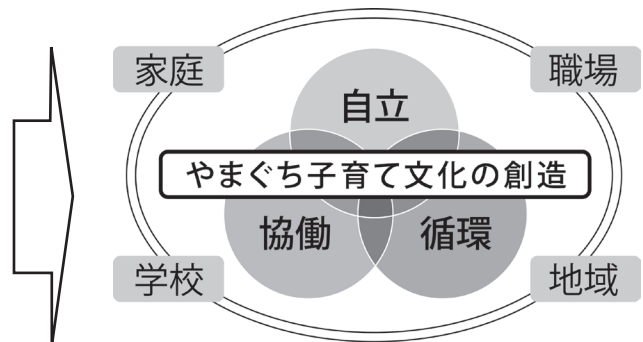 家庭
職場
自立
やまぐち子育て文化の創造
協働
循環
学校
地域